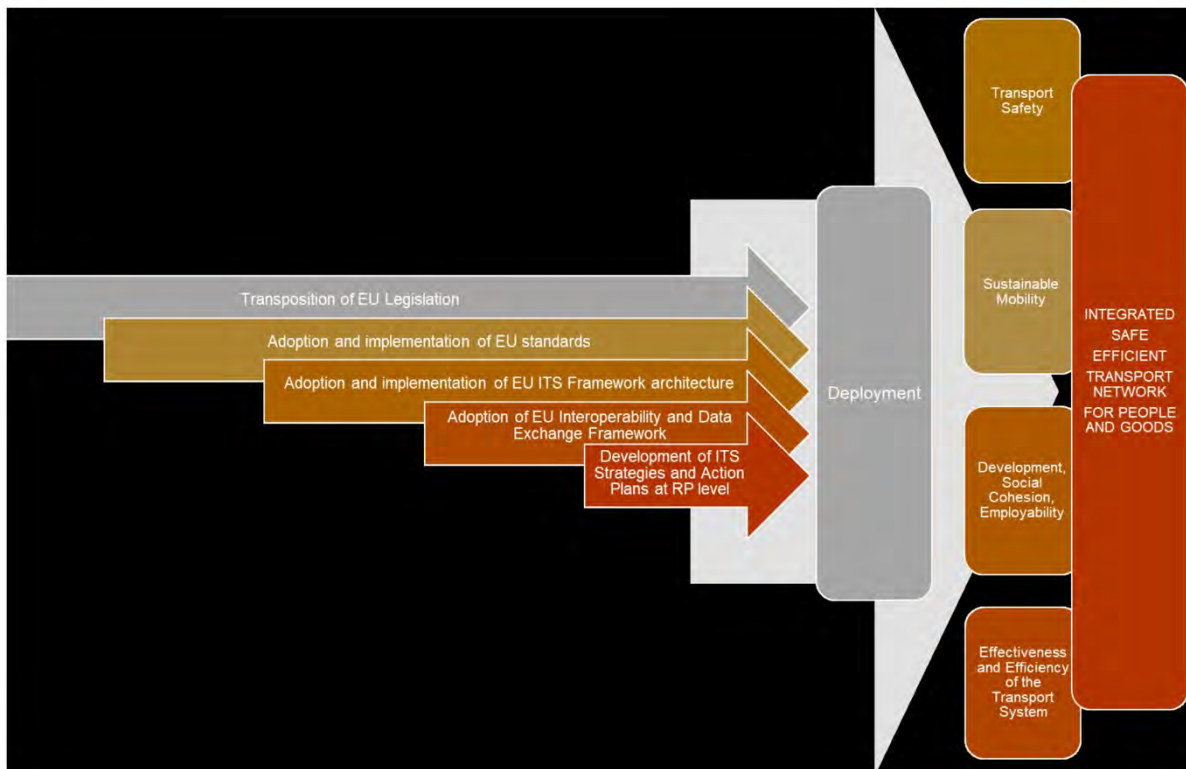 Transposition of EU Legislation
Adoption and implementation of EU standards
Adoption and implementation of EU ITS Framework architecture
Adoption of EU Interoperability and Data
Exchange Framework
Development of ITS
Strategies and Action
Plans at RP level
Deployment
Transport
Safety
Sustainable
Mobility
Development,
Social
Cohesion,
Employability
Effectiveness
and Efficiency
of the
Transport
System
INTEGRATED
SAFE
EFFICIENT
TRANSPORT
NETWORK
FOR PEOPLE
AND GOODS